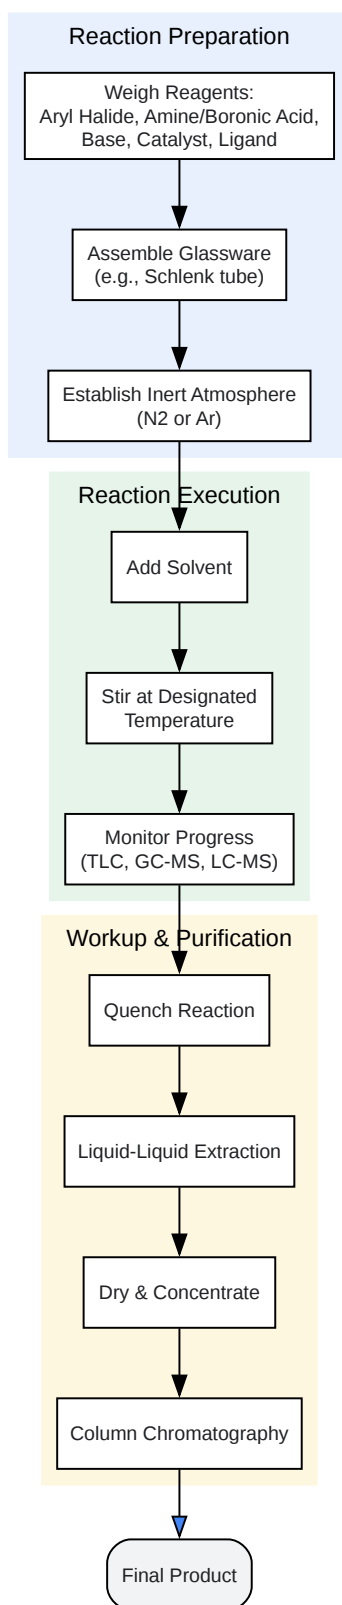 Reaction Preparation
Weigh Reagents:
Aryl Halide, Amine/Boronic Acid,
Base, Catalyst, Ligand
Assemble Glassware
(e.g., Schlenk tube)
Establish Inert Atmosphere
(N2 or Ar)
Reaction Execution
Add Solvent
Stir at Designated
Temperature
Monitor Progress
(TLC, GC-MS, LC-MS)
Workup & Purification
Quench Reaction
Liquid-Liquid Extraction
Dry & Concentrate
Column Chromatography
Final Product